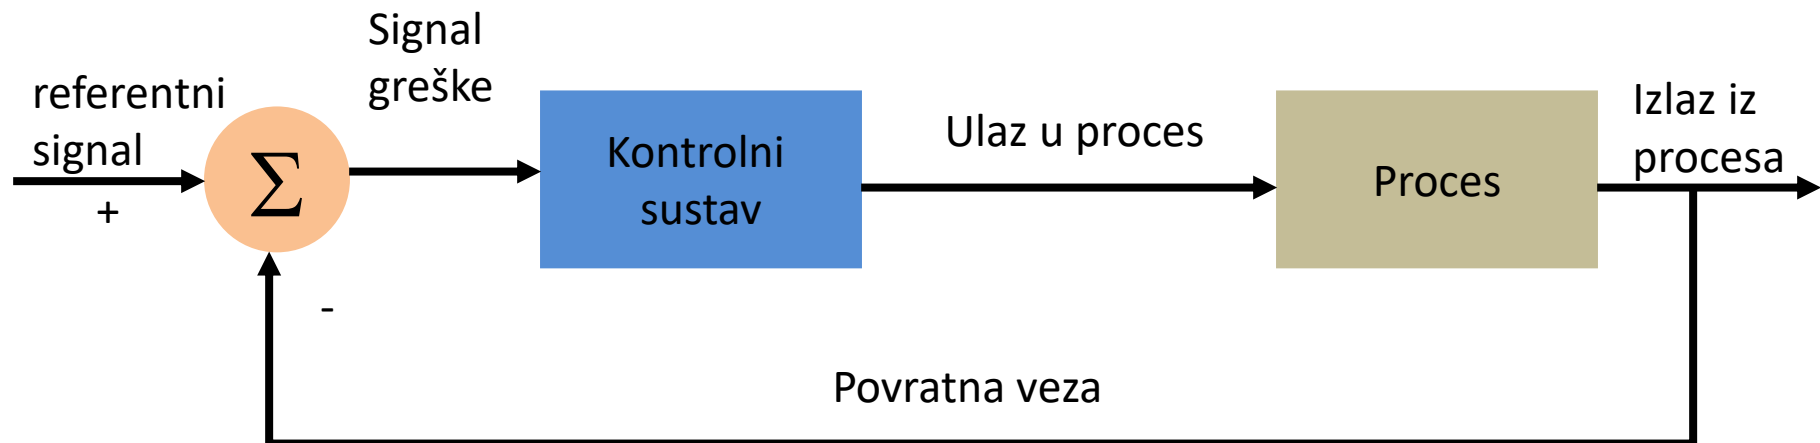 referentni
signal
+
Σ
-
Signal
greške
Kontrolni
sustav
Ulaz u proces
Proces
Izlaz iz
procesa
Povratna veza